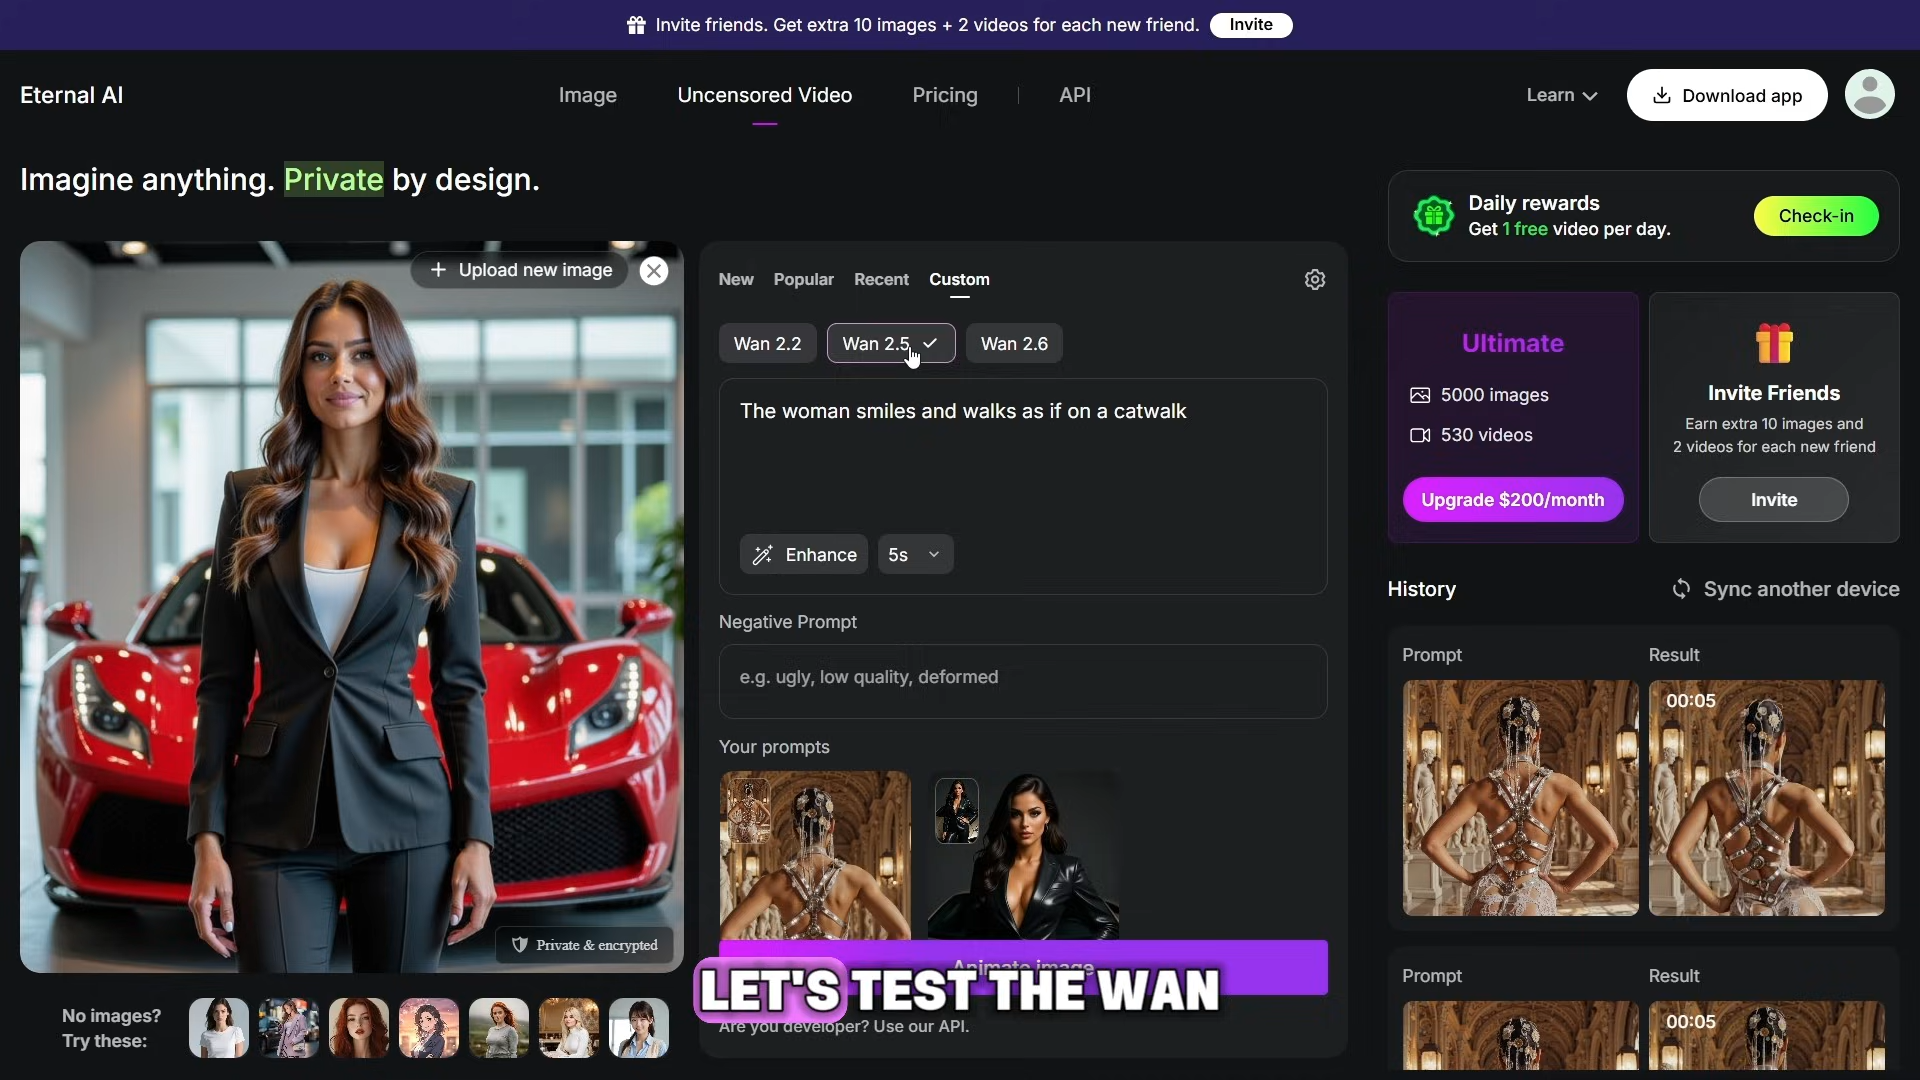 Invite friends. Get extra 10 images + 2 videos for each new friend. Invite
Eternal AI
Image
Uncensored Video
Pricing
API
Learn
Download app
Imagine anything. Private by design.
Upload new image
Private & encrypted
No images?
Try these:
New
Popular
Recent
Custom
Wan 2.2
Wan 2.5
Wan 2.6
The woman smiles and walks as if on a catwalk
Enhance
5s
Negative Prompt
e.g. ugly, low quality, deformed
Your prompts
Animate image
LET'S TEST THE WAN
Are you developer? Use our API.
Daily rewards
Get 1 free video per day.
Check-in
Ultimate
5000 images
530 videos
Upgrade $200/month
Invite Friends
Earn extra 10 images and
2 videos for each new friend
Invite
History
Sync another device
Prompt
Result
00:05
Prompt
Result
00:05